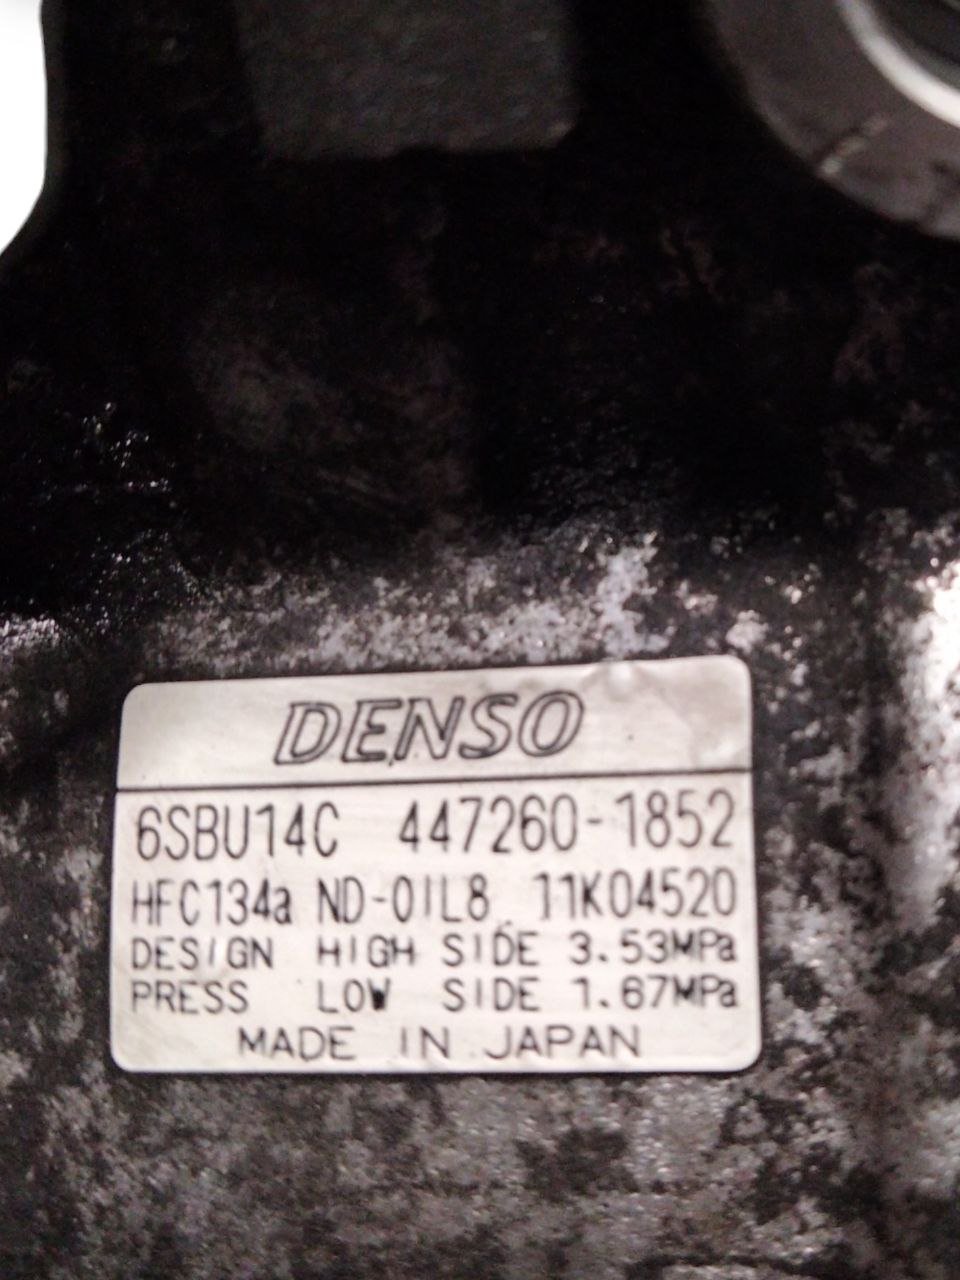 DENSO
6SBU14C 447260-1852
HFC134a ND-OIL8 11K04520
DESIGN HIGH SIDE 3.53MPa
PRESS LOW SIDE 1.67MPa
MADE IN JAPAN